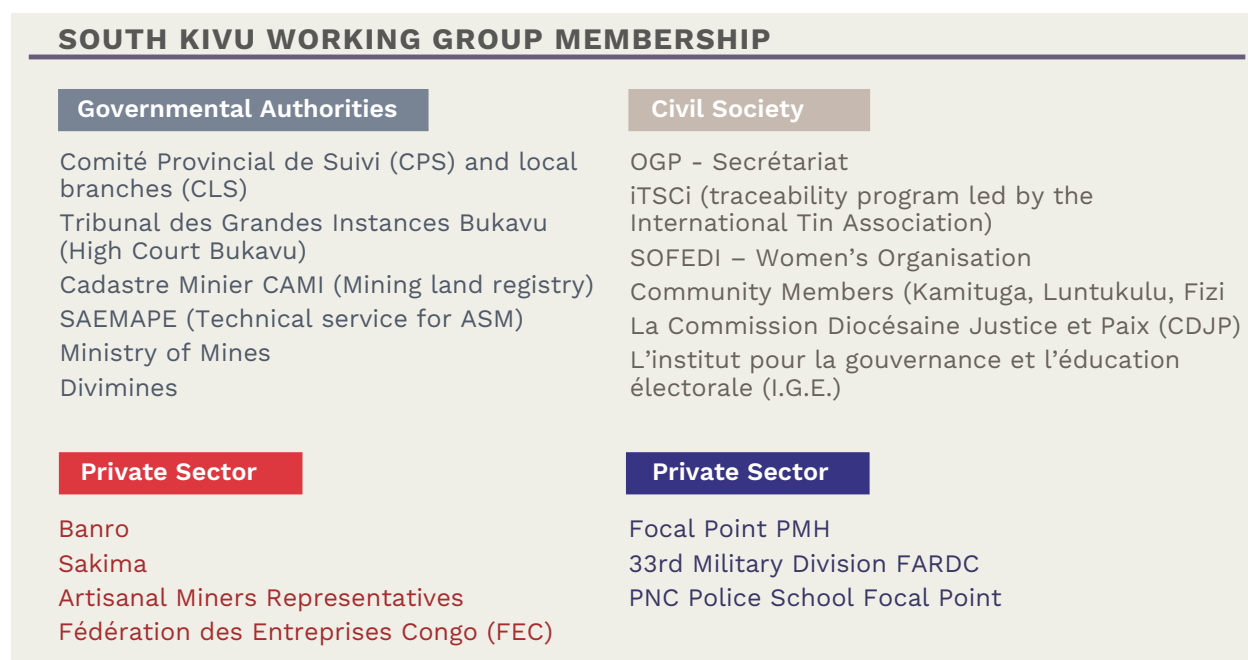 SOUTH KIVU WORKING GROUP MEMBERSHIP
Governmental Authorities
Comité Provincial de Suivi (CPS) and local
branches (CLS)
Tribunal des Grandes Instances Bukavu
(High Court Bukavu)
Cadastre Minier CAMI (Mining land registry)
SAEMAPE (Technical service for ASM)
Ministry of Mines
Divimines
Civil Society
OGP - Secrétariat
iTSCi (traceability program led by the
International Tin Association)
SOFEDI – Women’s Organisation
Community Members (Kamituga, Luntukulu, Fizi
La Commission Diocésaine Justice et Paix (CDJP)
L’institut pour la gouvernance et l’éducation
électorale (I.G.E.)
Private Sector
Banro
Sakima
Artisanal Miners Representatives
Fédération des Entreprises Congo (FEC)
Private Sector
Focal Point PMH
33rd Military Division FARDC
PNC Police School Focal Point